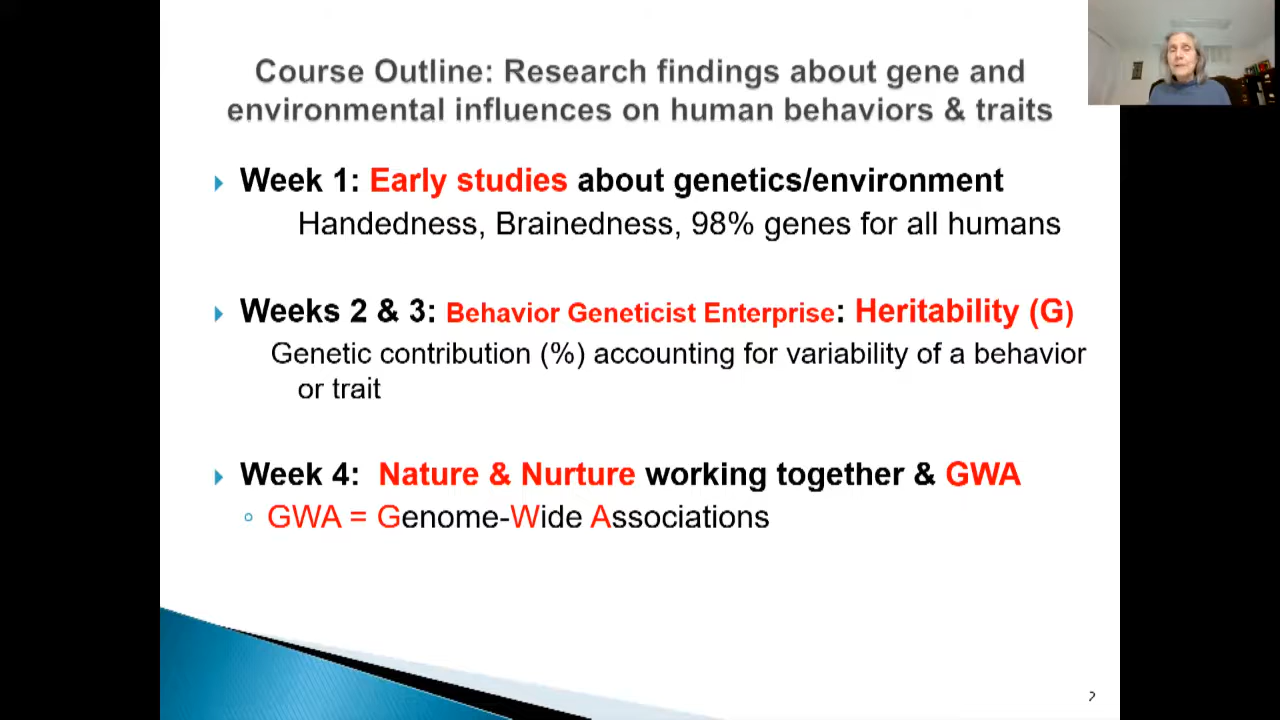 Course Outline: Research findings about gene and
environmental influences on human behaviors & traits
Week 1: Early studies about genetics/environment
Handedness, Brainedness, 98% genes for all humans
Weeks 2 & 3: Behavior Geneticist Enterprise: Heritability (G)
Genetic contribution (%) accounting for variability of a behavior
or trait
Week 4: Nature & Nurture working together & GWA
GWA = Genome-Wide Associations